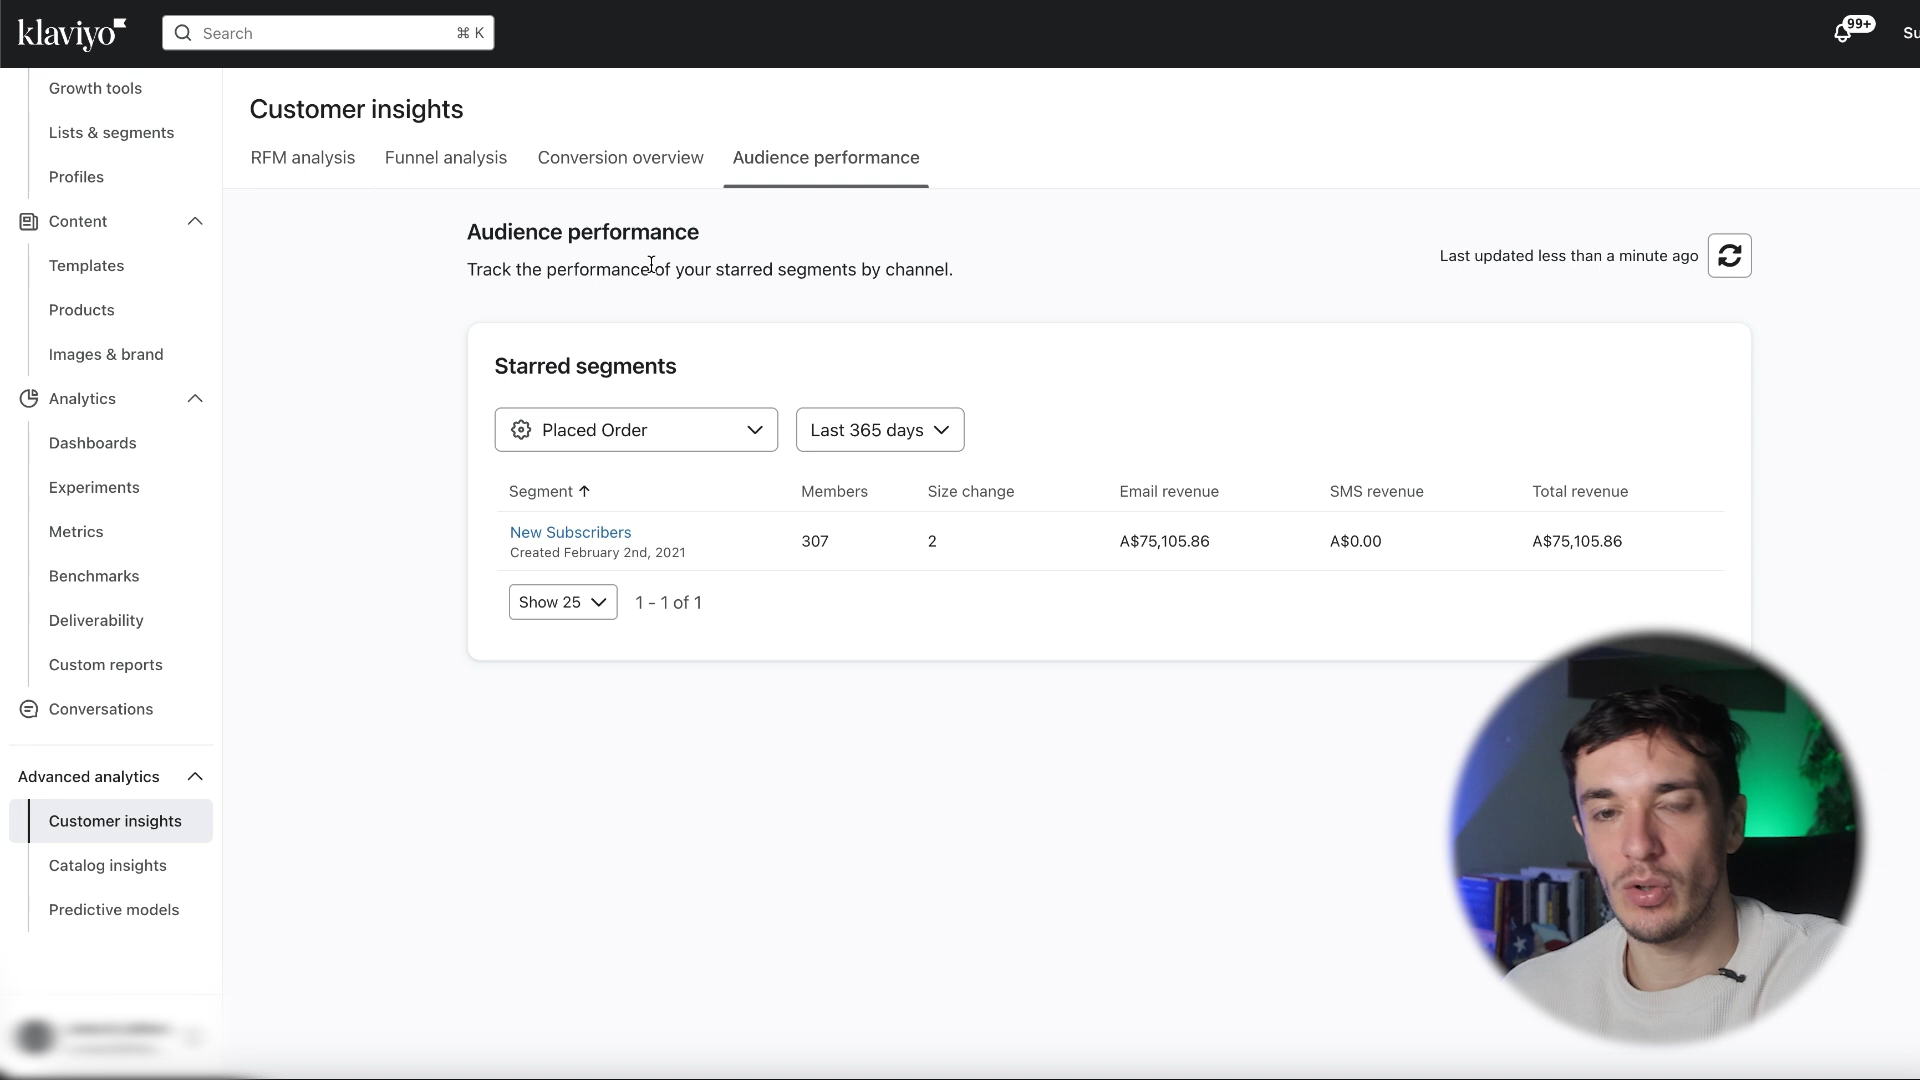 klaviyo
Search
⌘ K
99+
Su
Growth tools
Lists & segments
Profiles
Content
Templates
Products
Images & brand
Analytics
Dashboards
Experiments
Metrics
Benchmarks
Deliverability
Custom reports
Conversations
Advanced analytics
Customer insights
Catalog insights
Predictive models
Customer insights
RFM analysis
Funnel analysis
Conversion overview
Audience performance
Audience performance
Track the performance of your starred segments by channel.
Last updated less than a minute ago
Starred segments
Placed Order
Last 365 days
Segment ↑ Members Size change Email revenue SMS revenue Total revenue
New Subscribers 307 2 A$75,105.86 A$0.00 A$75,105.86
Created February 2nd, 2021
Show 25
1 - 1 of 1